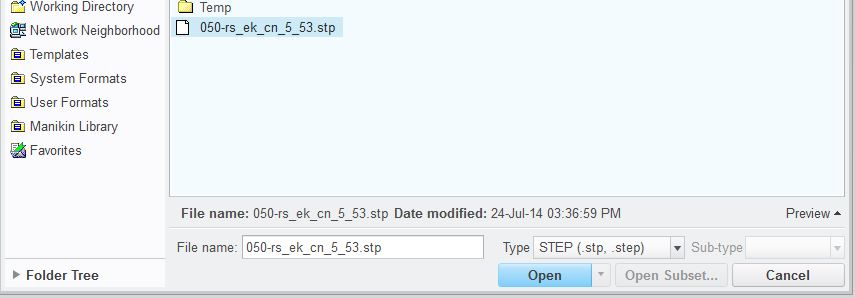 Working Directory
Network Neighborhood
Templates
System Formats
User Formats
Manikin Library
Favorites
Folder Tree
Temp
050-rs_ek_cn_5_53.stp
File name: 050-rs_ek_cn_5_53.stp Date modified: 24-Jul-14 03:36:59 PM
Preview
File name: 050-rs_ek_cn_5_53.stp Type STEP (.stp, .step) Sub-type
Open Open Subset... Cancel